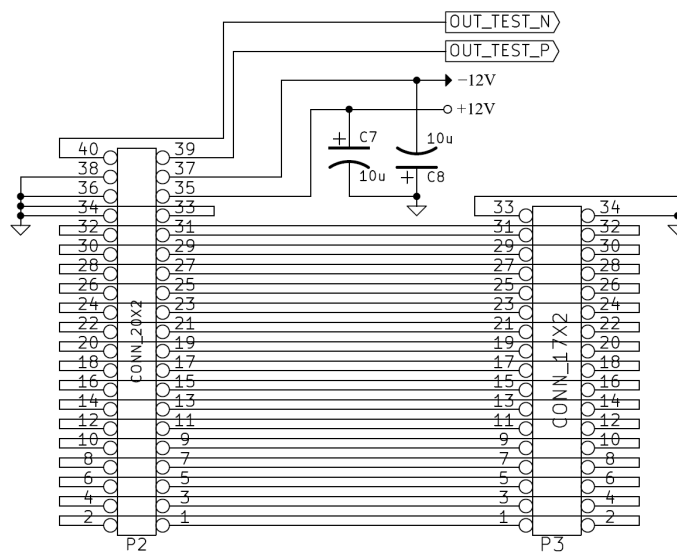 OUT_TEST_N
OUT_TEST_P
−12V
+12V
C7
10u
10u
C8
40 39
38 37
36 35
34 33 33 34
32 31 31 32
30 29 29 30
28 27 27 28
26 25 25 26
24 23 23 24
22 21 21 22
20 19 19 20
18 17 17 18
16 15 15 16
14 13 13 14
12 11 11 12
10 9 9 10
8 7 7 8
6 5 5 6
4 3 3 4
2 1 1 2
CONN_20X2
CONN_17X2
P2
P3